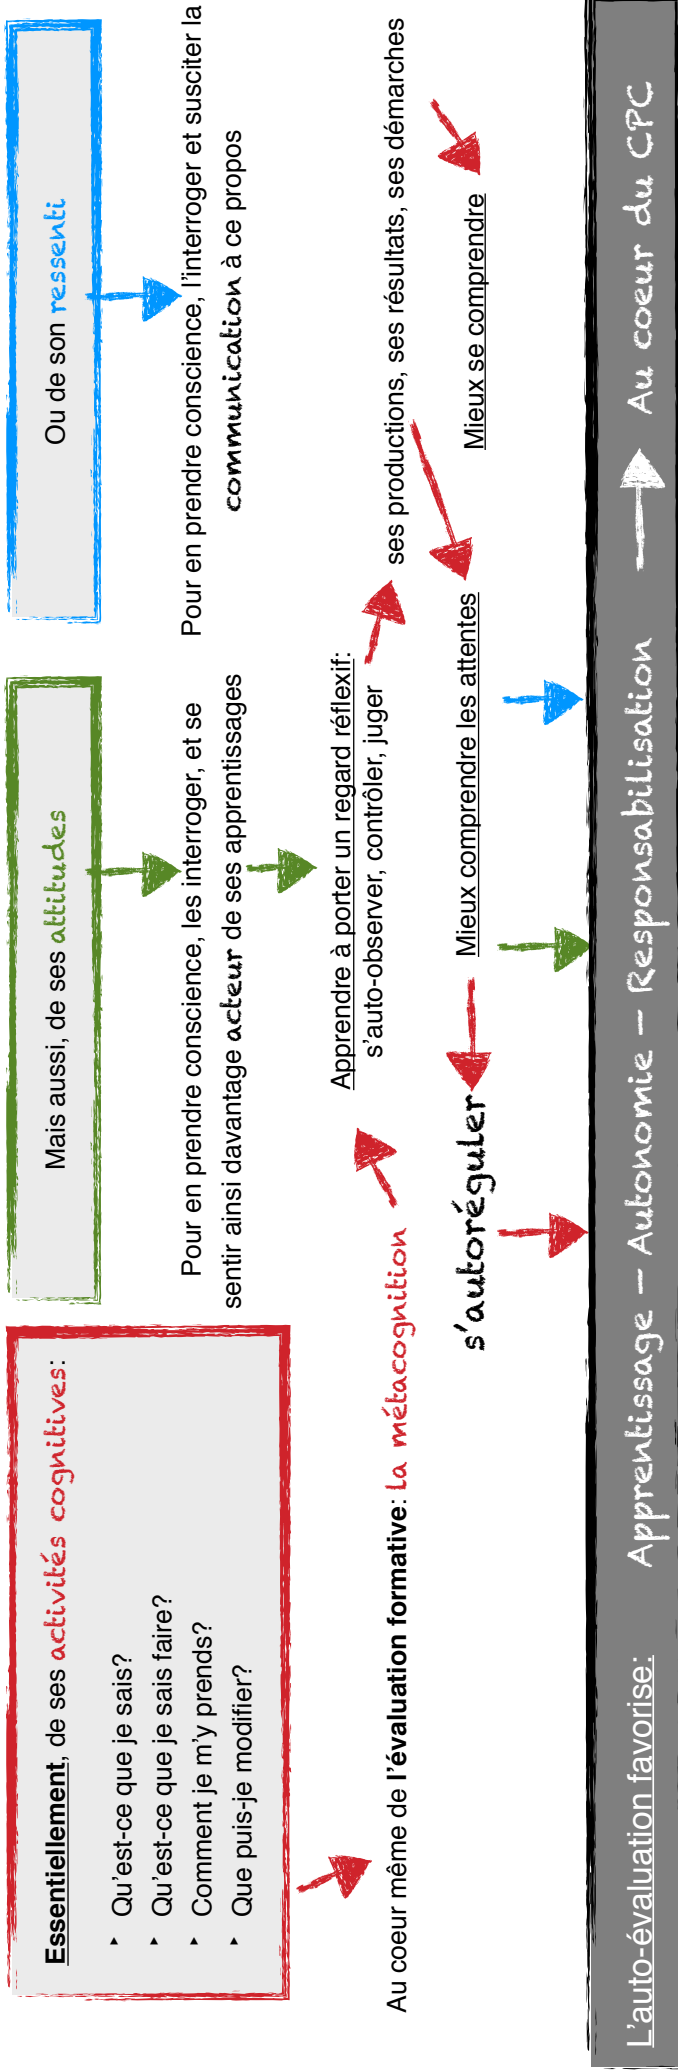 Essentiellement, de ses activités cognitives:
‣ Qu'est-ce que je sais?
‣ Qu'est-ce que je sais faire?
‣ Comment je m'y prends?
‣ Que puis-je modifier?
Mais aussi, de ses attitudes
Pour en prendre conscience, les interroger, et se
sentir ainsi davantage acteur de ses apprentissages
Ou de son ressenti
Pour en prendre conscience, l'interroger et susciter la
communication à ce propos
Au coeur même de l'évaluation formative: la métacognition
Apprendre à porter un regard réflexif:
s'auto-observer, contrôler, juger
ses productions, ses résultats, ses démarches
Mieux se comprendre
Mieux comprendre les attentes
s'autoréguler
L'auto-évaluation favorise: Apprentissage – Autonomie – Responsabilisation Au coeur du CPC